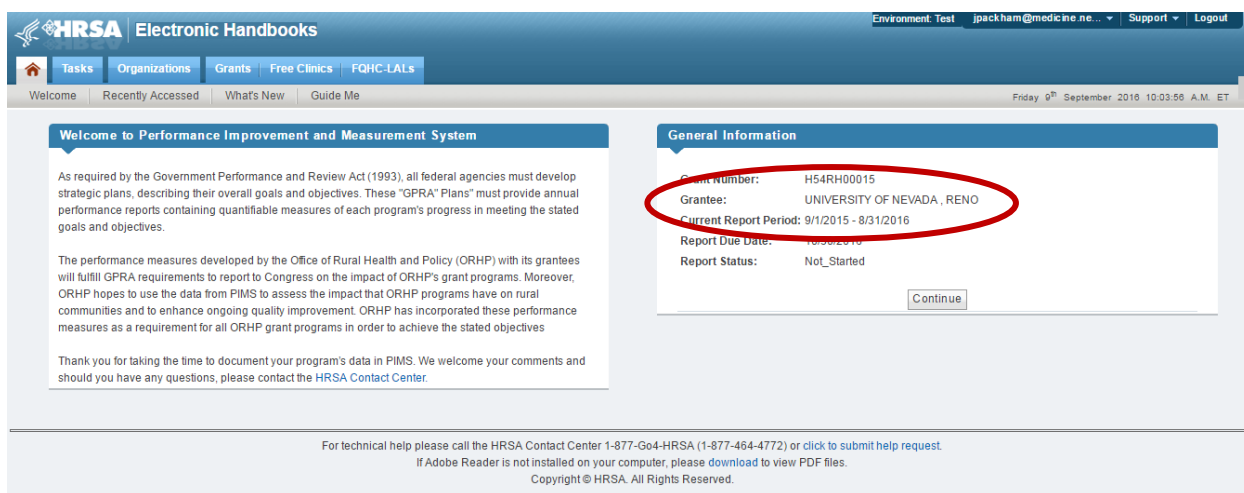 HRSA Electronic Handbooks
Environment: Test jpackham@medicine.ne... Support Logout
Tasks Organizations Grants Free Clinics FQHC-LALs
Welcome Recently Accessed What's New Guide Me
Friday 9th September 2016 10:03:56 A.M. ET
Welcome to Performance Improvement and Measurement System
As required by the Government Performance and Review Act (1993), all federal agencies must develop
strategic plans, describing their overall goals and objectives. These "GPRA" Plans" must provide annual
performance reports containing quantifiable measures of each program's progress in meeting the stated
goals and objectives.
The performance measures developed by the Office of Rural Health and Policy (ORHP) with its grantees
will fulfill GPRA requirements to report to Congress on the impact of ORHP's grant programs. Moreover,
ORHP hopes to use the data from PIMS to assess the impact that ORHP programs have on rural
communities and to enhance ongoing quality improvement. ORHP has incorporated these performance
measures as a requirement for all ORHP grant programs in order to achieve the stated objectives
Thank you for taking the time to document your program's data in PIMS. We welcome your comments and
should you have any questions, please contact the HRSA Contact Center.
General Information
Grant Number: H54RH00015
Grantee: UNIVERSITY OF NEVADA , RENO
Current Report Period: 9/1/2015 - 8/31/2016
Report Due Date:
Report Status: Not_Started
Continue
For technical help please call the HRSA Contact Center 1-877-Go4-HRSA (1-877-464-4772) or click to submit help request.
If Adobe Reader is not installed on your computer, please download to view PDF files.
Copyright © HRSA. All Rights Reserved.